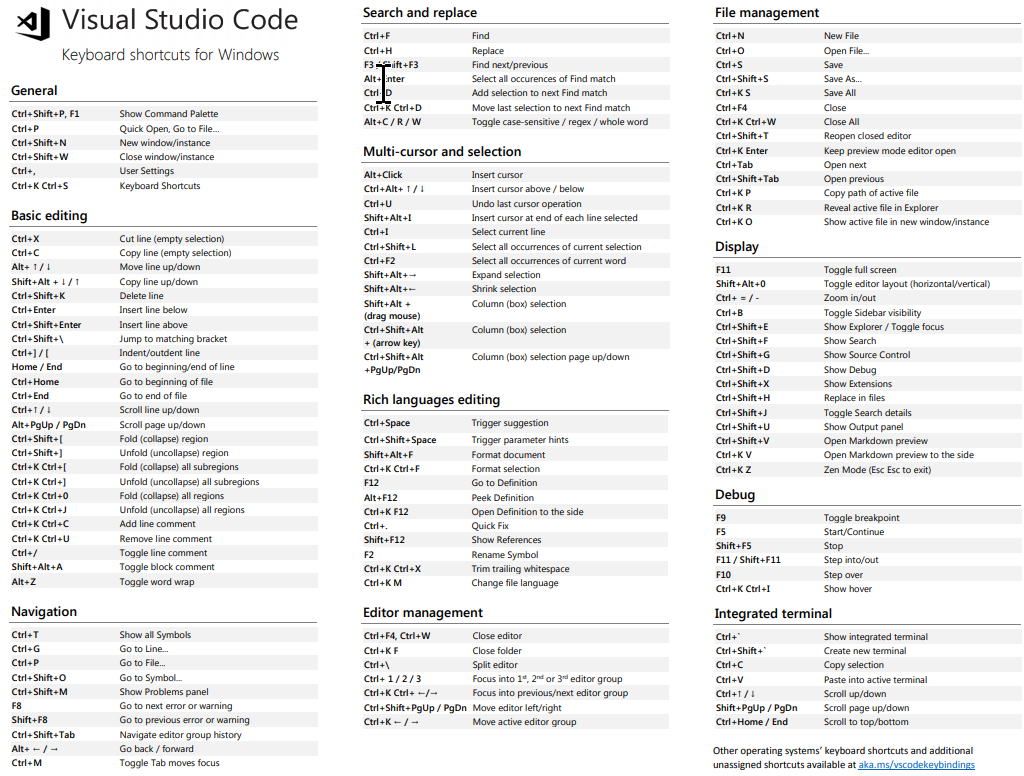 Visual Studio Code
Keyboard shortcuts for Windows
General
Ctrl+Shift+P, F1 Show Command Palette
Ctrl+P Quick Open, Go to File…
Ctrl+Shift+N New window/instance
Ctrl+Shift+W Close window/instance
Ctrl+, User Settings
Ctrl+K Ctrl+S Keyboard Shortcuts
Basic editing
Ctrl+X Cut line (empty selection)
Ctrl+C Copy line (empty selection)
Alt+ ↑ / ↓ Move line up/down
Shift+Alt + ↓ / ↑ Copy line up/down
Ctrl+Shift+K Delete line
Ctrl+Enter Insert line below
Ctrl+Shift+Enter Insert line above
Ctrl+Shift+\ Jump to matching bracket
Ctrl+] / [ Indent/outdent line
Home / End Go to beginning/end of line
Ctrl+Home Go to beginning of file
Ctrl+End Go to end of file
Ctrl+↑ / ↓ Scroll line up/down
Alt+PgUp / PgDn Scroll page up/down
Ctrl+Shift+[ Fold (collapse) region
Ctrl+Shift+] Unfold (uncollapse) region
Ctrl+K Ctrl+[ Fold (collapse) all subregions
Ctrl+K Ctrl+] Unfold (uncollapse) all subregions
Ctrl+K Ctrl+0 Fold (collapse) all regions
Ctrl+K Ctrl+J Unfold (uncollapse) all regions
Ctrl+K Ctrl+C Add line comment
Ctrl+K Ctrl+U Remove line comment
Ctrl+/ Toggle line comment
Shift+Alt+A Toggle block comment
Alt+Z Toggle word wrap
Navigation
Ctrl+T Show all Symbols
Ctrl+G Go to Line...
Ctrl+P Go to File...
Ctrl+Shift+O Go to Symbol...
Ctrl+Shift+M Show Problems panel
F8 Go to next error or warning
Shift+F8 Go to previous error or warning
Ctrl+Shift+Tab Navigate editor group history
Alt+ ← / → Go back / forward
Ctrl+M Toggle Tab moves focus
Search and replace
Ctrl+F Find
Ctrl+H Replace
F3 / Shift+F3 Find next/previous
Alt+Enter Select all occurences of Find match
Ctrl+D Add selection to next Find match
Ctrl+K Ctrl+D Move last selection to next Find match
Alt+C / R / W Toggle case-sensitive / regex / whole word
Multi-cursor and selection
Alt+Click Insert cursor
Ctrl+Alt+ ↑ / ↓ Insert cursor above / below
Ctrl+U Undo last cursor operation
Shift+Alt+I Insert cursor at end of each line selected
Ctrl+I Select current line
Ctrl+Shift+L Select all occurrences of current selection
Ctrl+F2 Select all occurrences of current word
Shift+Alt+→ Expand selection
Shift+Alt+← Shrink selection
Shift+Alt + Column (box) selection
(drag mouse)
Ctrl+Shift+Alt Column (box) selection
+ (arrow key)
Ctrl+Shift+Alt Column (box) selection page up/down
+PgUp/PgDn
Rich languages editing
Ctrl+Space Trigger suggestion
Ctrl+Shift+Space Trigger parameter hints
Shift+Alt+F Format document
Ctrl+K Ctrl+F Format selection
F12 Go to Definition
Alt+F12 Peek Definition
Ctrl+K F12 Open Definition to the side
Ctrl+. Quick Fix
Shift+F12 Show References
F2 Rename Symbol
Ctrl+K Ctrl+X Trim trailing whitespace
Ctrl+K M Change file language
Editor management
Ctrl+F4, Ctrl+W Close editor
Ctrl+K F Close folder
Ctrl+\ Split editor
Ctrl+ 1 / 2 / 3 Focus into 1st, 2nd or 3rd editor group
Ctrl+K Ctrl+ ←/→ Focus into previous/next editor group
Ctrl+Shift+PgUp / PgDn Move editor left/right
Ctrl+K ← / → Move active editor group
File management
Ctrl+N New File
Ctrl+O Open File...
Ctrl+S Save
Ctrl+Shift+S Save As...
Ctrl+K S Save All
Ctrl+F4 Close
Ctrl+K Ctrl+W Close All
Ctrl+Shift+T Reopen closed editor
Ctrl+K Enter Keep preview mode editor open
Ctrl+Tab Open next
Ctrl+Shift+Tab Open previous
Ctrl+K P Copy path of active file
Ctrl+K R Reveal active file in Explorer
Ctrl+K O Show active file in new window/instance
Display
F11 Toggle full screen
Shift+Alt+0 Toggle editor layout (horizontal/vertical)
Ctrl+ = / - Zoom in/out
Ctrl+B Toggle Sidebar visibility
Ctrl+Shift+E Show Explorer / Toggle focus
Ctrl+Shift+F Show Search
Ctrl+Shift+G Show Source Control
Ctrl+Shift+D Show Debug
Ctrl+Shift+X Show Extensions
Ctrl+Shift+H Replace in files
Ctrl+Shift+J Toggle Search details
Ctrl+Shift+U Show Output panel
Ctrl+Shift+V Open Markdown preview
Ctrl+K V Open Markdown preview to the side
Ctrl+K Z Zen Mode (Esc Esc to exit)
Debug
F9 Toggle breakpoint
F5 Start/Continue
Shift+F5 Stop
F11 / Shift+F11 Step into/out
F10 Step over
Ctrl+K Ctrl+I Show hover
Integrated terminal
Ctrl+` Show integrated terminal
Ctrl+Shift+` Create new terminal
Ctrl+C Copy selection
Ctrl+V Paste into active terminal
Ctrl+↑ / ↓ Scroll up/down
Shift+PgUp / PgDn Scroll page up/down
Ctrl+Home / End Scroll to top/bottom
Other operating systems’ keyboard shortcuts and additional
unassigned shortcuts available at aka.ms/vscodekeybindings